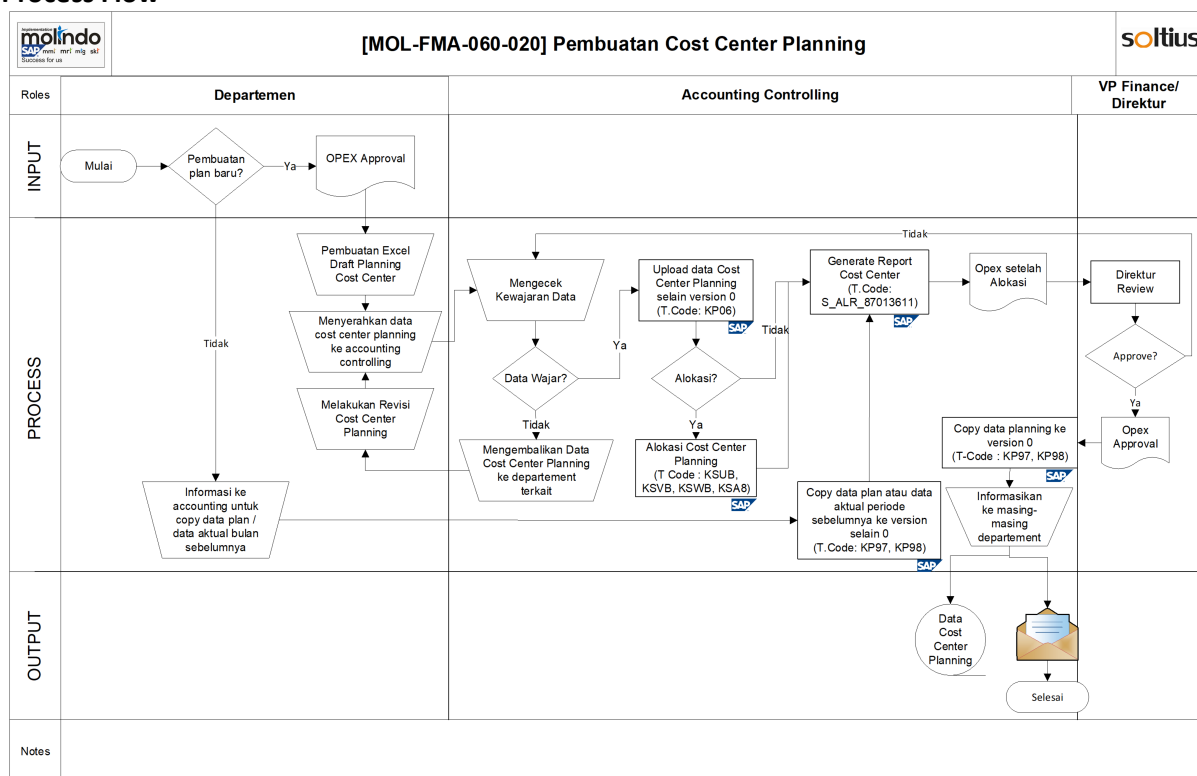 Process Flow
Implementation
molindo
SAP mmi mri mlg skl
Success for us
[MOL-FMA-060-020] Pembuatan Cost Center Planning
soltius
Roles
Departemen
Accounting Controlling
VP Finance/
Direktur
INPUT
Mulai
Pembuatan
plan baru?
Ya
OPEX Approval
PROCESS
Tidak
Pembuatan Excel
Draft Planning
Cost Center
Menyerahkan data
cost center planning
ke accounting
controlling
Melakukan Revisi
Cost Center
Planning
Informasi ke
accounting untuk
copy data plan /
data aktual bulan
sebelumnya
Mengecek
Kewajaran Data
Data Wajar?
Ya
Tidak
Mengembalikan Data
Cost Center Planning
ke departement
terkait
Upload data Cost
Center Planning
selain version 0
(T.Code: KP06)
SAP
Alokasi?
Tidak
Ya
Alokasi Cost Center
Planning
(T Code : KSUB,
KSVB, KSWB, KSA8)
SAP
Generate Report
Cost Center
(T.Code:
S_ALR_87013611)
SAP
Copy data plan atau data
aktual periode
sebelumnya ke version
selain 0
(T.Code: KP97, KP98)
SAP
Tidak
Opex setelah
Alokasi
Direktur
Review
Approve?
Ya
Opex
Approval
Copy data planning ke
version 0
(T-Code : KP97, KP98)
SAP
Informasikan
ke masing-
masing
departement
OUTPUT
Data
Cost
Center
Planning
Selesai
Notes